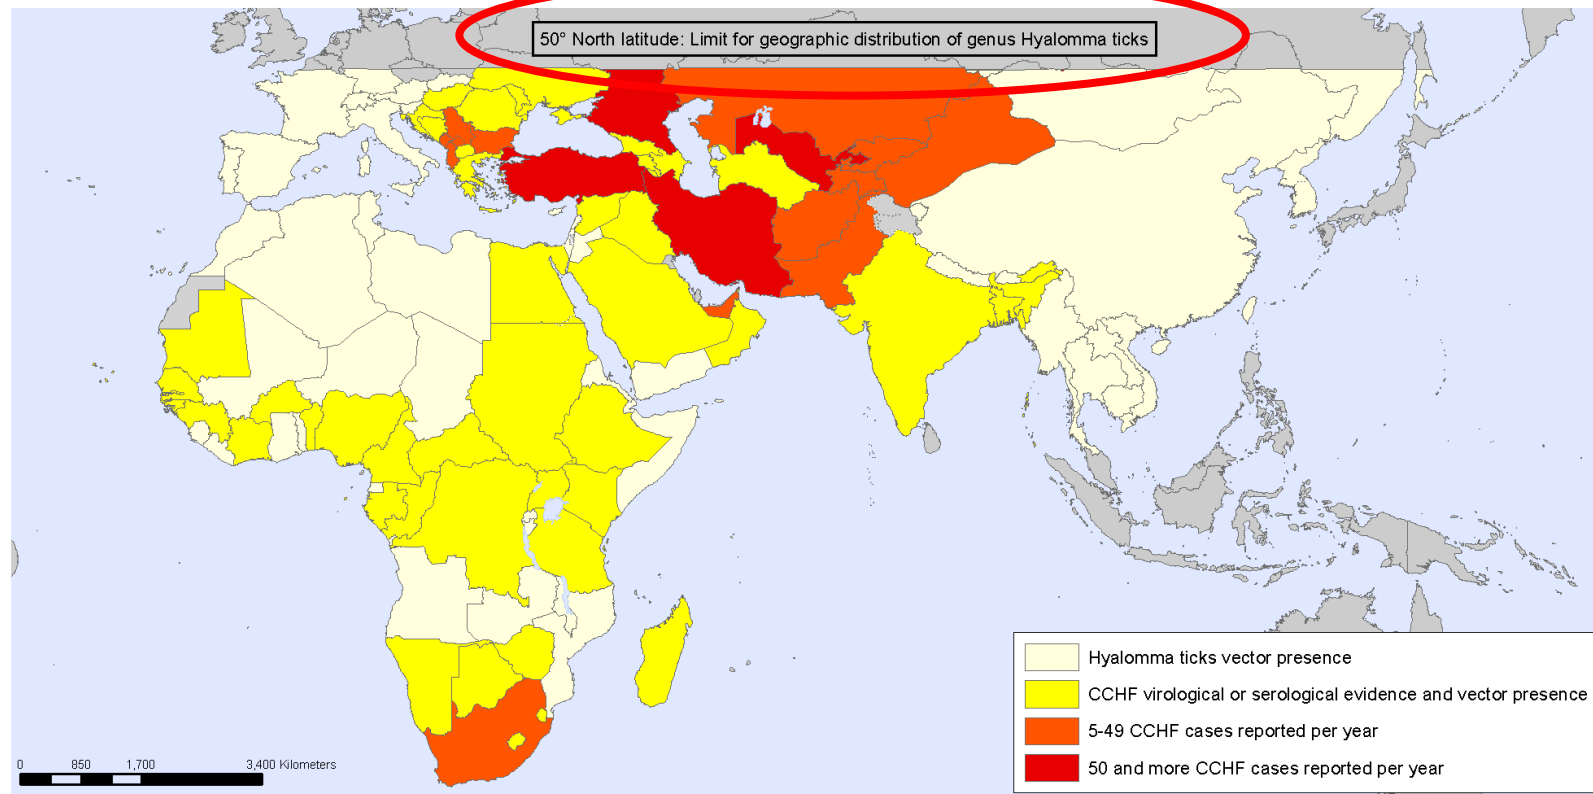 50° North latitude: Limit for geographic distribution of genus Hyalomma ticks
Hyalomma ticks vector presence
CCHF virological or serological evidence and vector presence
5-49 CCHF cases reported per year
50 and more CCHF cases reported per year
0 850 1,700 3,400 Kilometers